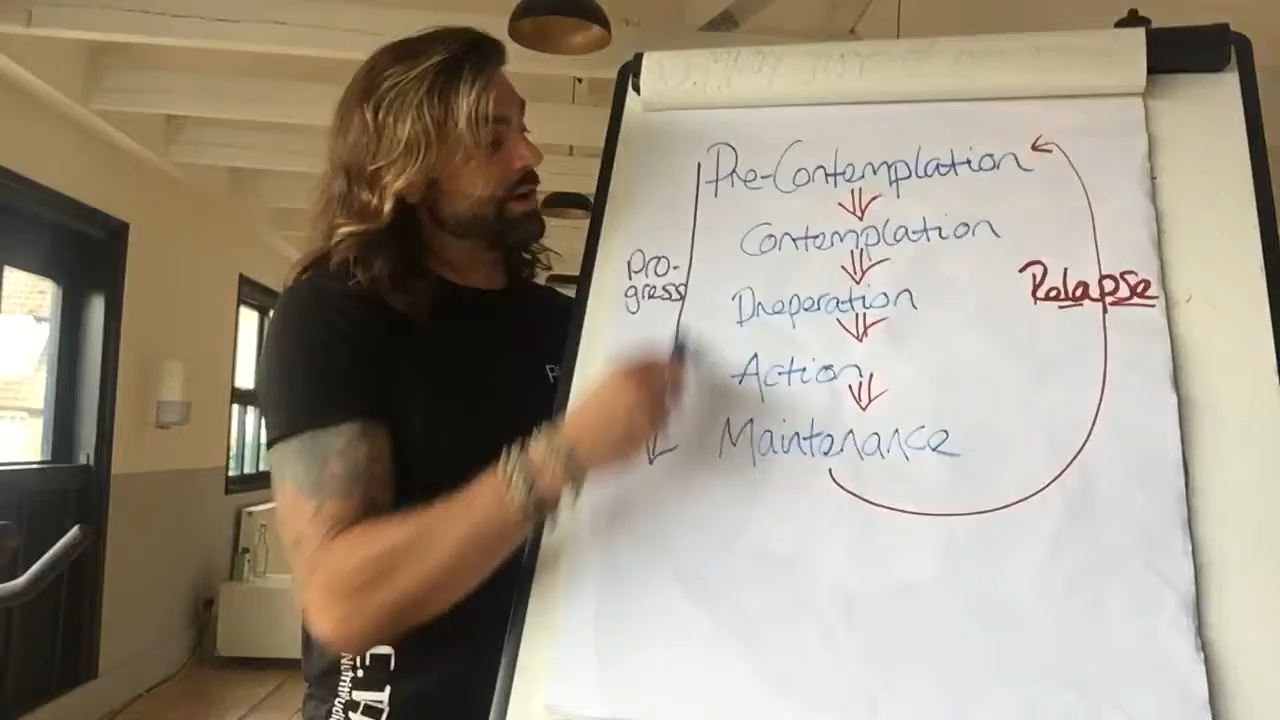 Pre-Contemplation
Contemplation
Pro-
gress
Relapse
Preperation
Action
Maintenance